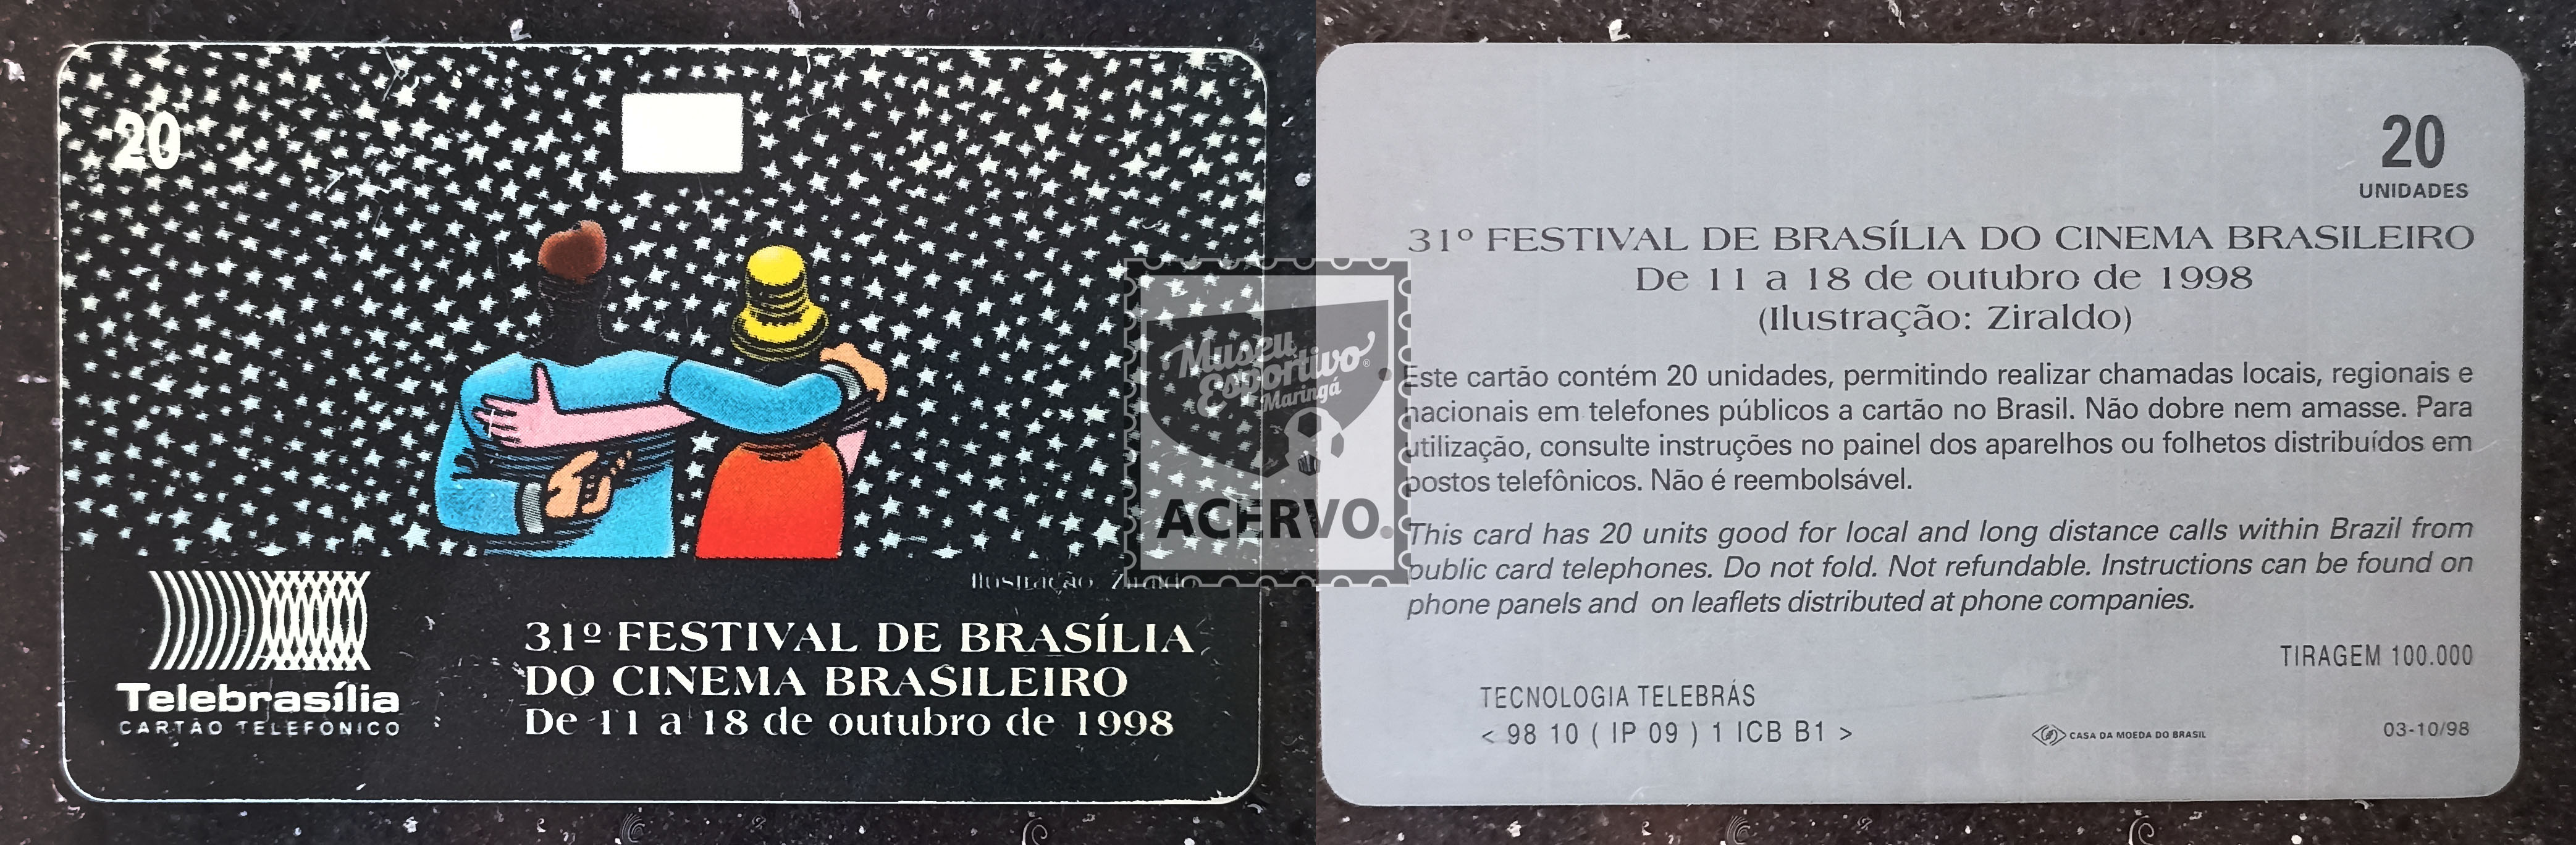 20
Ilustração: Ziraldo
Telebrasília
CARTÃO TELEFÔNICO
31º FESTIVAL DE BRASÍLIA
DO CINEMA BRASILEIRO
De 11 a 18 de outubro de 1998
Museu
Esportivo®
Maringá
ACERVO
20
UNIDADES
31º FESTIVAL DE BRASÍLIA DO CINEMA BRASILEIRO
De 11 a 18 de outubro de 1998
(Ilustração: Ziraldo)
Este cartão contém 20 unidades, permitindo realizar chamadas locais, regionais e
nacionais em telefones públicos a cartão no Brasil. Não dobre nem amasse. Para
utilização, consulte instruções no painel dos aparelhos ou folhetos distribuídos em
postos telefônicos. Não é reembolsável.
This card has 20 units good for local and long distance calls within Brazil from
public card telephones. Do not fold. Not refundable. Instructions can be found on
phone panels and on leaflets distributed at phone companies.
TIRAGEM 100.000
TECNOLOGIA TELEBRÁS
< 98 10 ( IP 09 ) 1 ICB B1 >
CASA DA MOEDA DO BRASIL
03-10/98